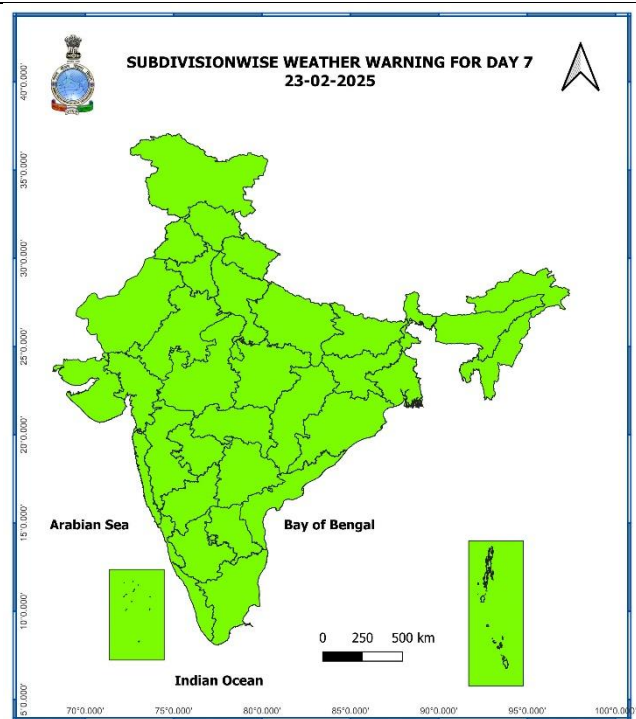 SUBDIVISIONWISE WEATHER WARNING FOR DAY 7
23-02-2025
40°0.000'
35°0.000'
30°0.000'
25°0.000'
20°0.000'
15°0.000'
10°0.000'
5°0.000'
Arabian Sea
Bay of Bengal
0 250 500 km
Indian Ocean
70°0.000' 75°0.000' 80°0.000' 85°0.000' 90°0.000' 95°0.000' 100°0.000'